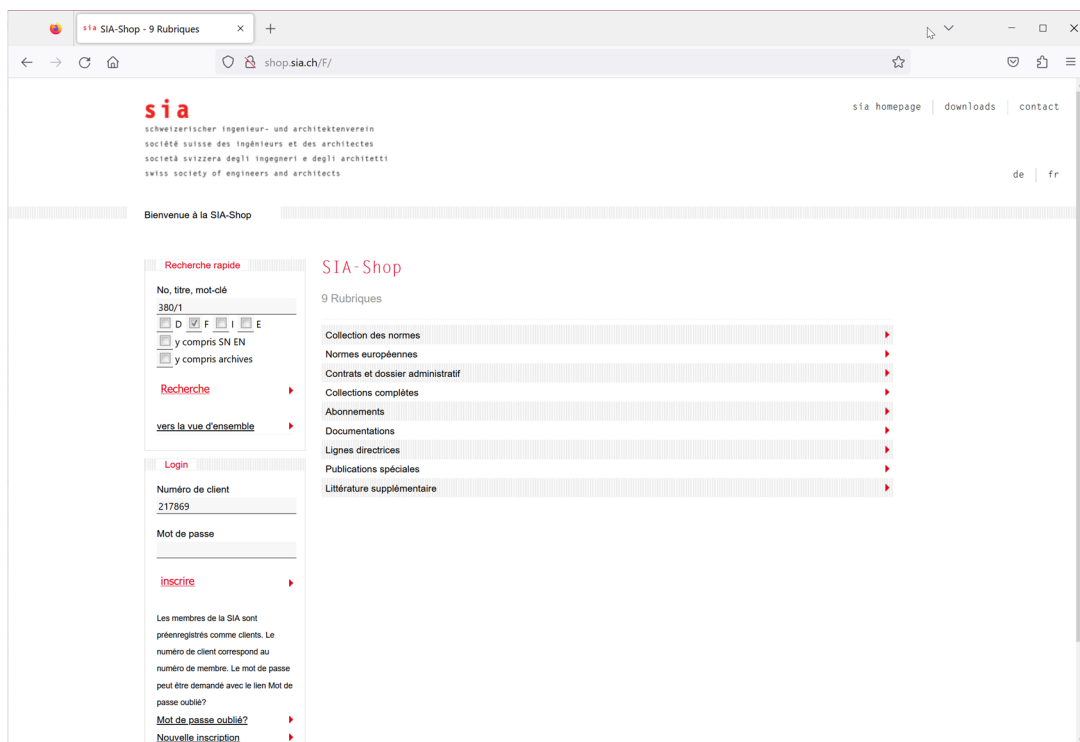 sia SIA-Shop - 9 Rubriques
shop.sia.ch/F/
sia
schweizerischer ingenieur- und architektenverein
société suisse des ingénieurs et des architectes
società svizzera degli ingegneri e degli architetti
swiss society of engineers and architects
sia homepage downloads contact
de fr
Bienvenue à la SIA-Shop
Recherche rapide
No, titre, mot-clé
380/1
D F I E
y compris SN EN
y compris archives
Recherche
vers la vue d'ensemble
Login
Numéro de client
217869
Mot de passe
inscrire
Les membres de la SIA sont
préenregistrés comme clients. Le
numéro de client correspond au
numéro de membre. Le mot de passe
peut être demandé avec le lien Mot de
passe oublié?
Mot de passe oublié?
Nouvelle inscription
SIA-Shop
9 Rubriques
Collection des normes
Normes européennes
Contrats et dossier administratif
Collections complètes
Abonnements
Documentations
Lignes directrices
Publications spéciales
Littérature supplémentaire